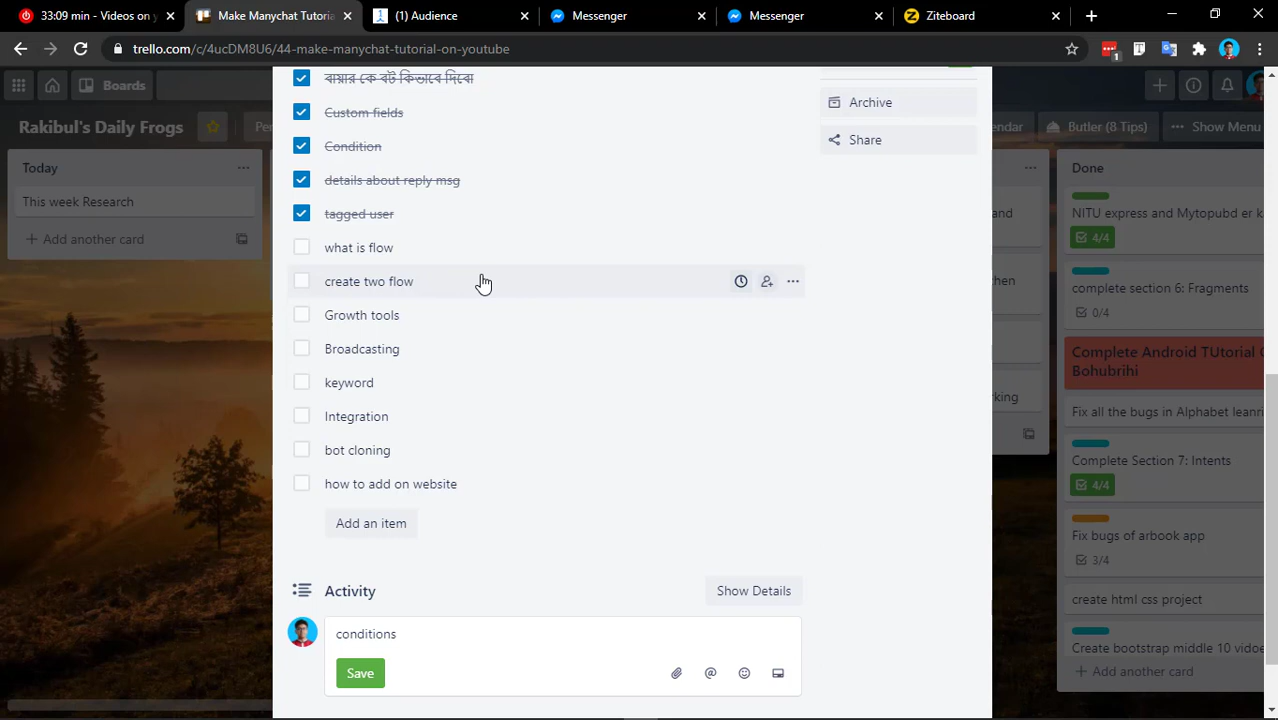 33:09 min - Videos on y
Make Manychat Tutoria
(1) Audience
Messenger
Messenger
Ziteboard
trello.com/c/4ucDM8U6/44-make-manychat-tutorial-on-youtube
1
Boards
Rakibul's Daily Frogs
Butler (8 Tips)
Show Menu
Today
This week Research
Add another card
বায়ার কে বট কিভাবে দিবো
Custom fields
Condition
details about reply msg
tagged user
what is flow
create two flow
Growth tools
Broadcasting
keyword
Integration
bot cloning
how to add on website
Add an item
Activity
Show Details
conditions
Save
Archive
Share
Done
NITU express and Mytopubd er k
4/4
complete section 6: Fragments
0/4
Complete Android TUtorial
Bohubrihi
Fix all the bugs in Alphabet leanri
Complete Section 7: Intents
4/4
Fix bugs of arbook app
3/4
create html css project
Create bootstrap middle 10 vidoe
Add another card